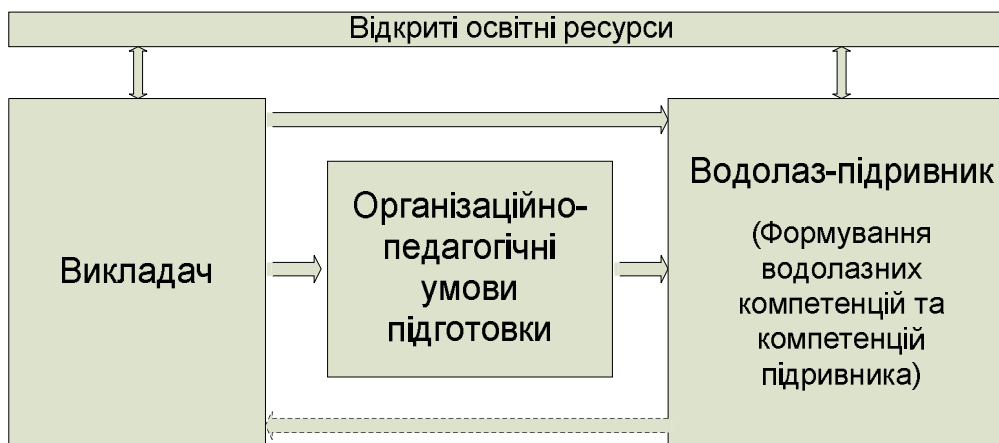 Відкриті освітні ресурси
Викладач
Організаційно-
педагогічні
умови
підготовки
Водолаз-підривник
(Формування
водолазних
компетенцій та
компетенцій
підривника)